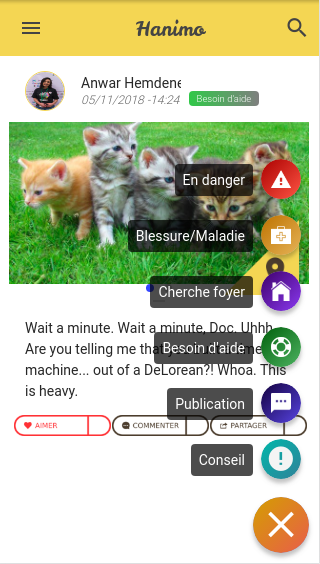 Hanimo
Anwar Hemdene
05/11/2018 -14:24
Besoin d'aide
En danger
Blessure/Maladie
Cherche foyer
Wait a minute. Wait a minute, Doc. Uhhh...
Are you telling me that you
me
Besoin d'aide
machine... out of a DeLorean?! Whoa. This
is heavy.
Publication
AIMER
COMMENTER
PARTAGER
Conseil